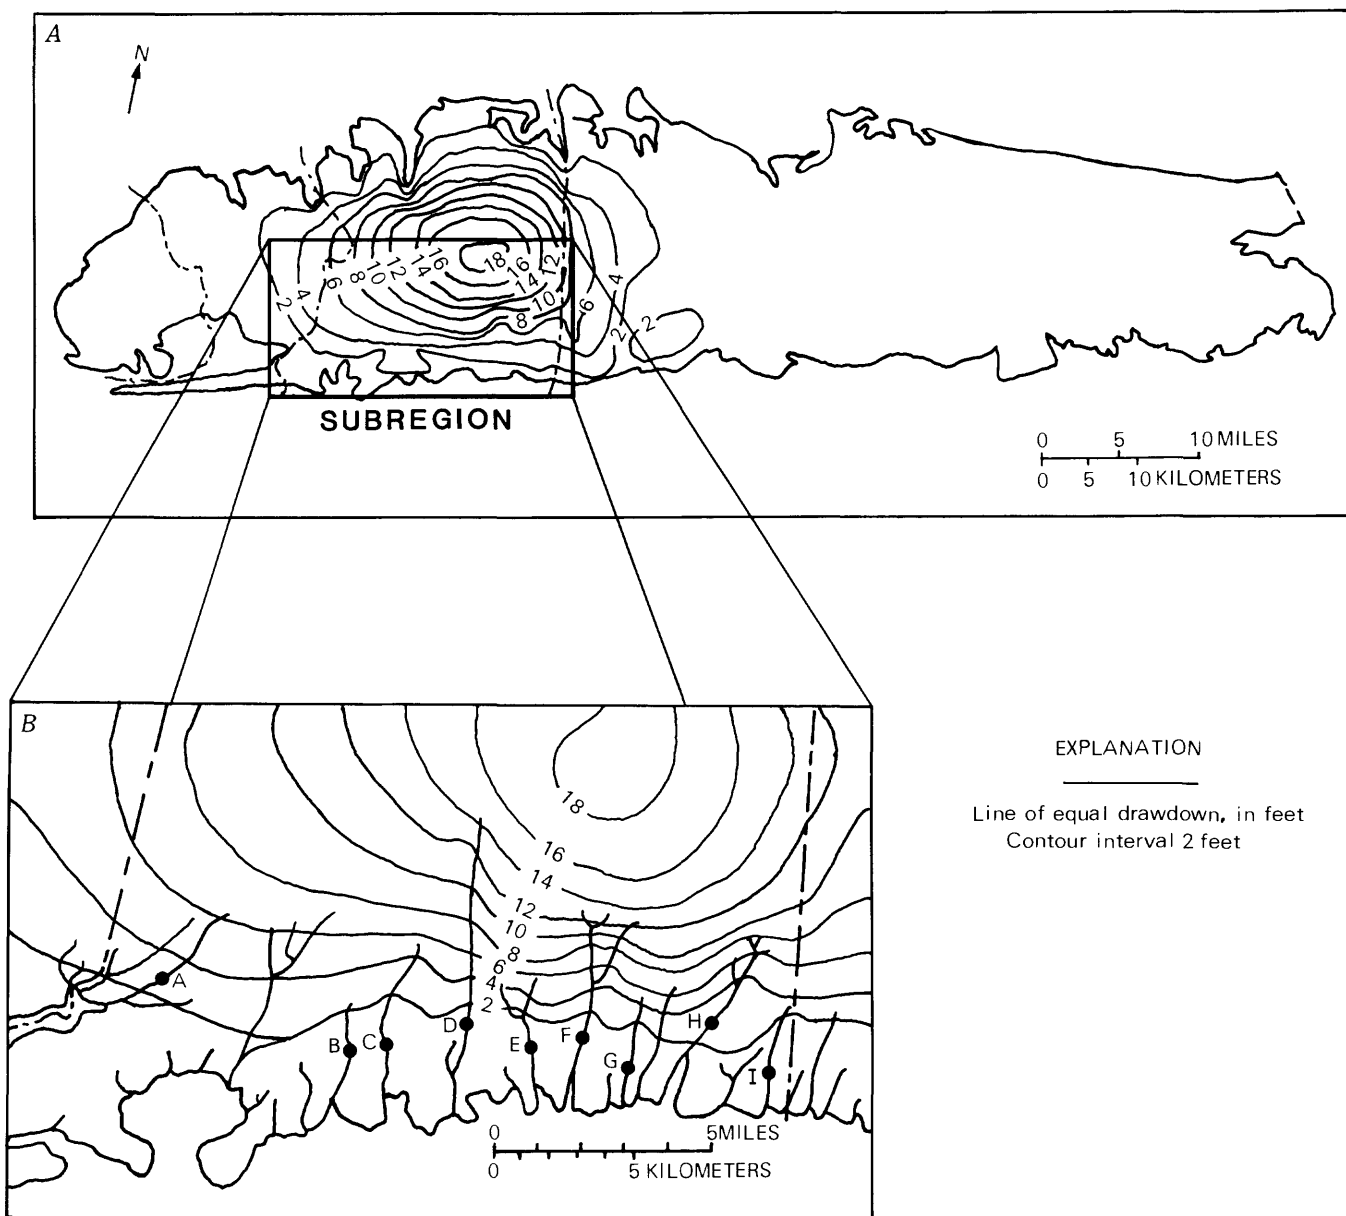 A
N
2
4
6
8
10
12
14
16
18
16
14
12
10
8
6
4
2
2
SUBREGION
0 5 10 MILES
0 5 10 KILOMETERS
B
18
16
14
12
10
8
6
4
2
A
B
C
D
E
F
G
H
I
0 5 MILES
0 5 KILOMETERS
EXPLANATION
Line of equal drawdown, in feet
Contour interval 2 feet